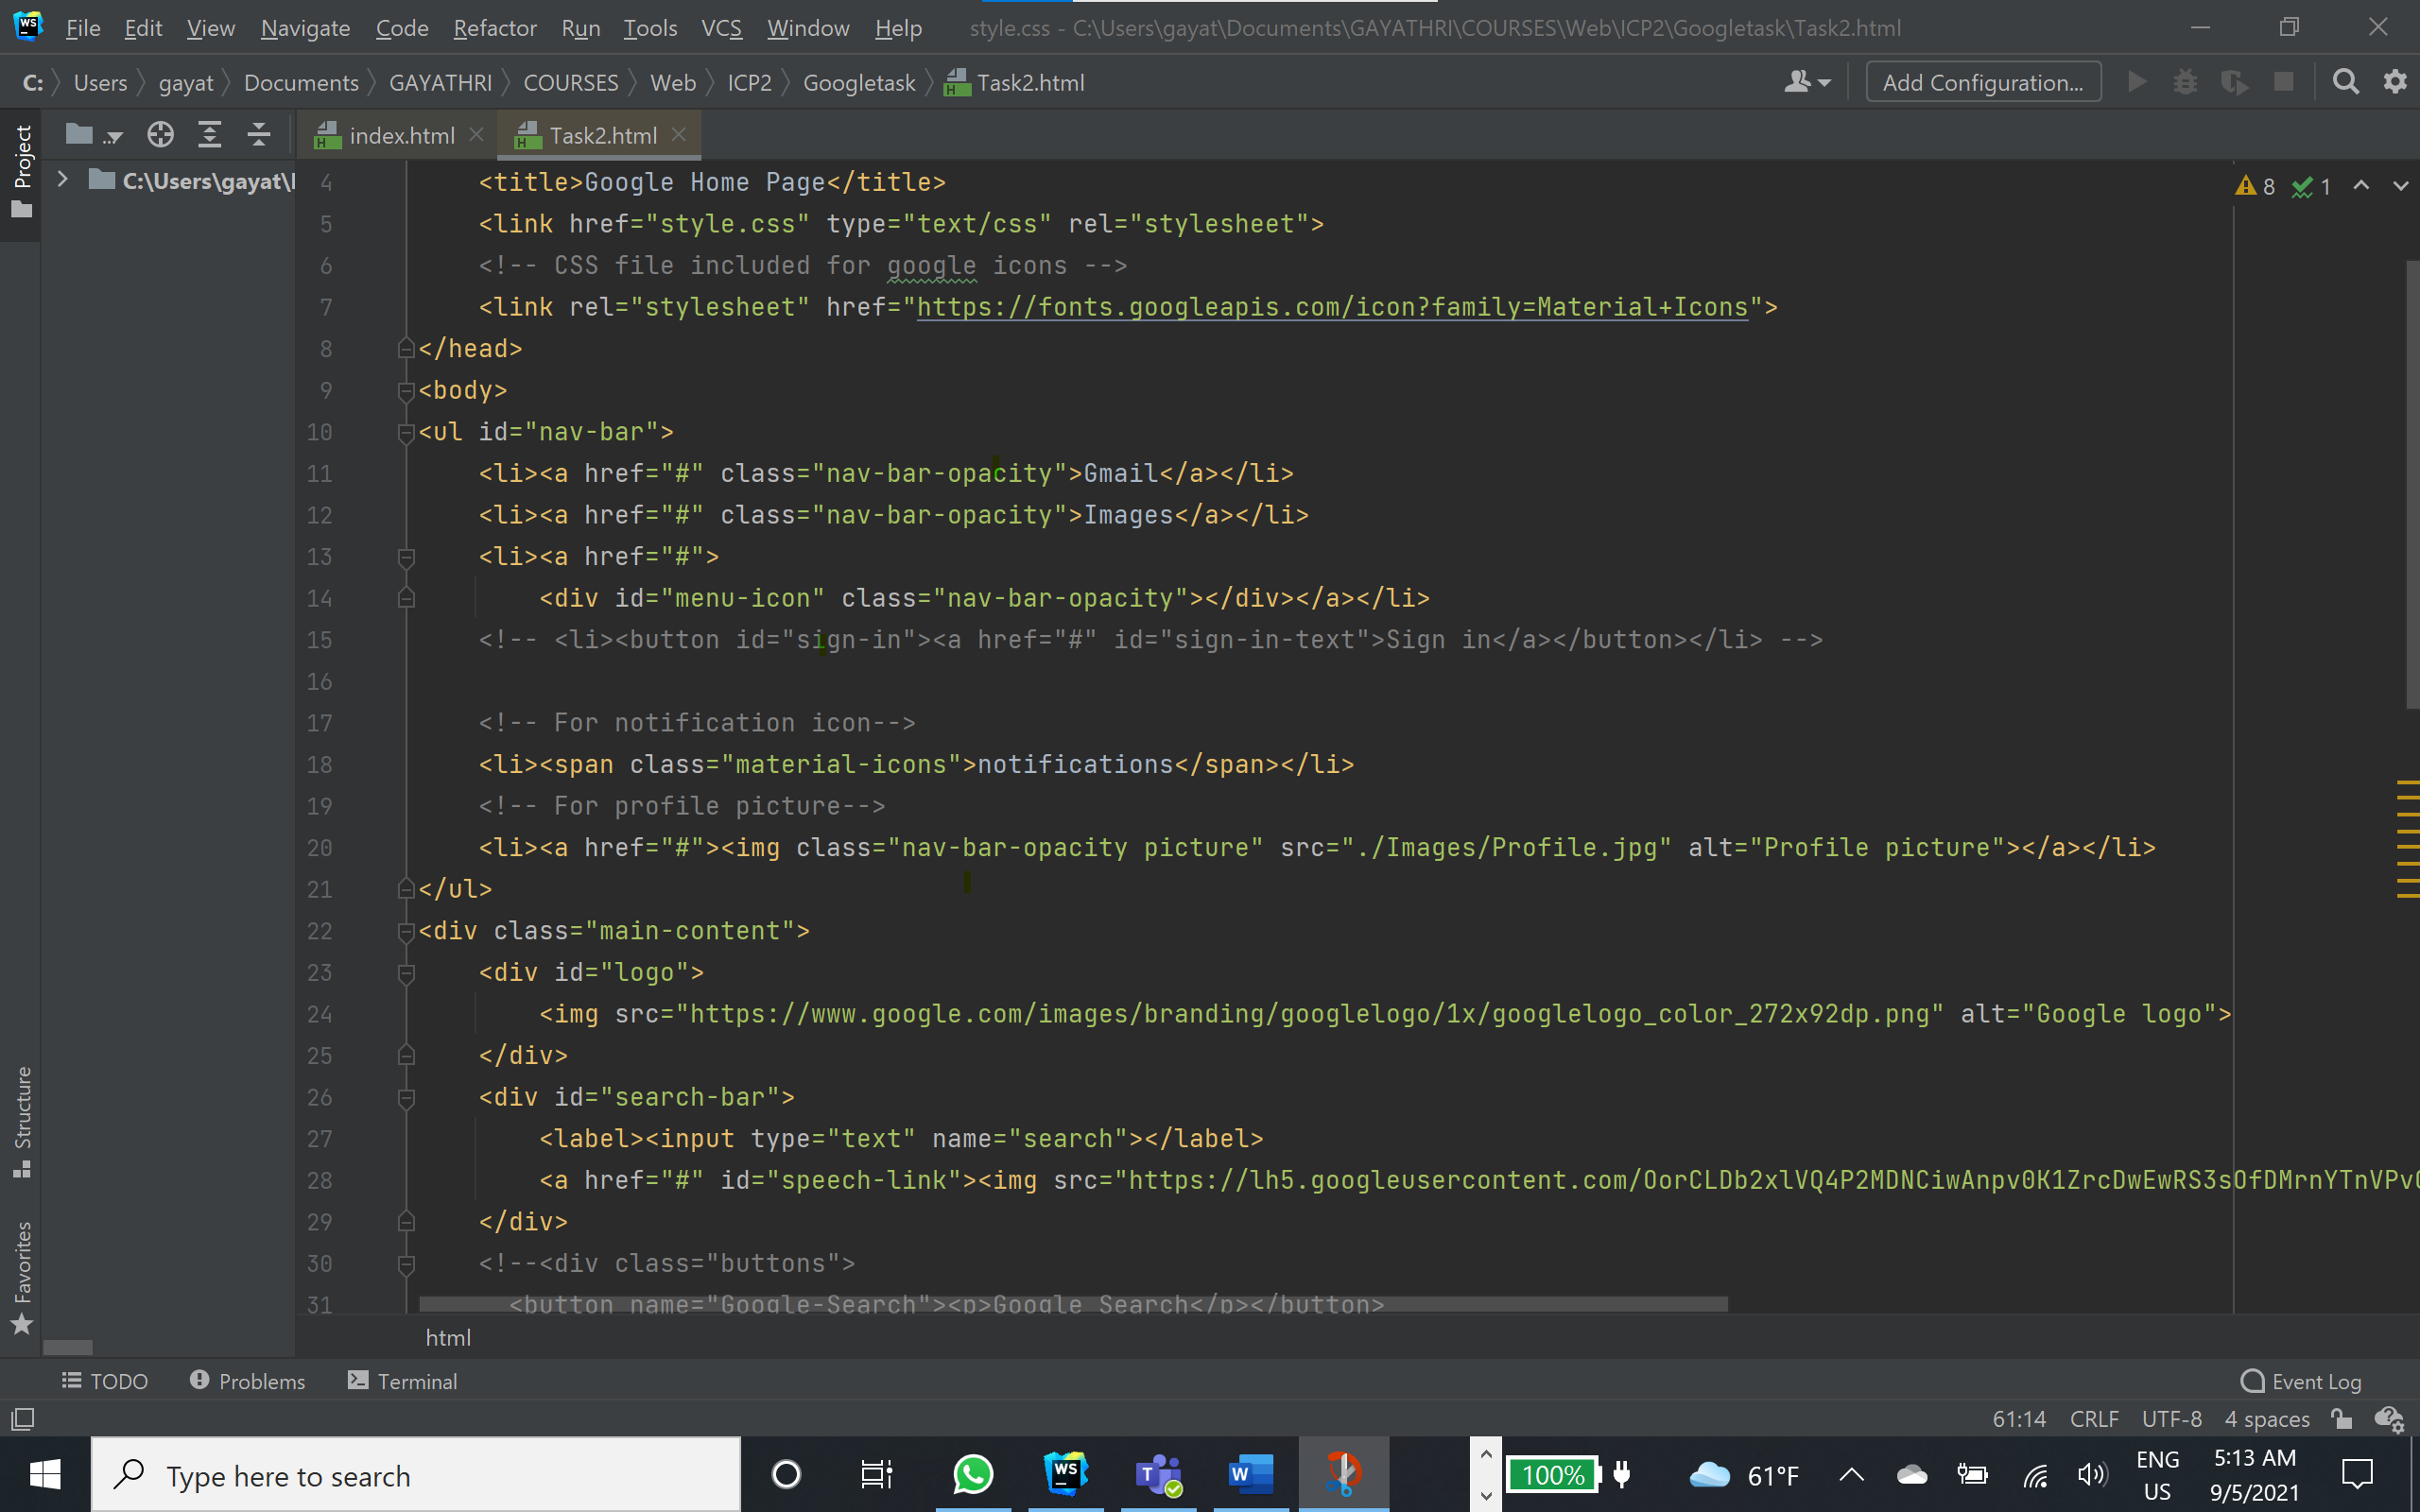 WS File Edit View Navigate Code Refactor Run Tools VCS Window Help style.css - C:\Users\gayat\Documents\GAYATHRI\COURSES\Web\ICP2\Googletask\Task2.html
C: Users gayat Documents GAYATHRI COURSES Web ICP2 Googletask Task2.html Add Configuration...
Project
index.html Task2.html
C:\Users\gayat\
8 1
4 <title>Google Home Page</title>
5 <link href="style.css" type="text/css" rel="stylesheet">
6 <!-- CSS file included for google icons -->
7 <link rel="stylesheet" href="https://fonts.googleapis.com/icon?family=Material+Icons">
8 </head>
9 <body>
10 <ul id="nav-bar">
11 <li><a href="#" class="nav-bar-opacity">Gmail</a></li>
12 <li><a href="#" class="nav-bar-opacity">Images</a></li>
13 <li><a href="#">
14 <div id="menu-icon" class="nav-bar-opacity"></div></a></li>
15 <!-- <li><button id="sign-in"><a href="#" id="sign-in-text">Sign in</a></button></li> -->
16
17 <!-- For notification icon-->
18 <li><span class="material-icons">notifications</span></li>
19 <!-- For profile picture-->
20 <li><a href="#"><img class="nav-bar-opacity picture" src="./Images/Profile.jpg" alt="Profile picture"></a></li>
21 </ul>
22 <div class="main-content">
23 <div id="logo">
24 <img src="https://www.google.com/images/branding/googlelogo/1x/googlelogo_color_272x92dp.png" alt="Google logo">
25 </div>
26 <div id="search-bar">
27 <label><input type="text" name="search"></label>
28 <a href="#" id="speech-link"><img src="https://lh5.googleusercontent.com/OorCLDb2xlVQ4P2MDNCiwAnpv0K1ZrcDwEwRS3sOfDMrnYTnVPv
29 </div>
30 <!--<div class="buttons">
31 <button name="Google-Search"><p>Google Search</p></button>
Structure
Favorites
html
TODO Problems Terminal Event Log
61:14 CRLF UTF-8 4 spaces
Type here to search
WS
T
W
100%
61°F
ENG
US
5:13 AM
9/5/2021